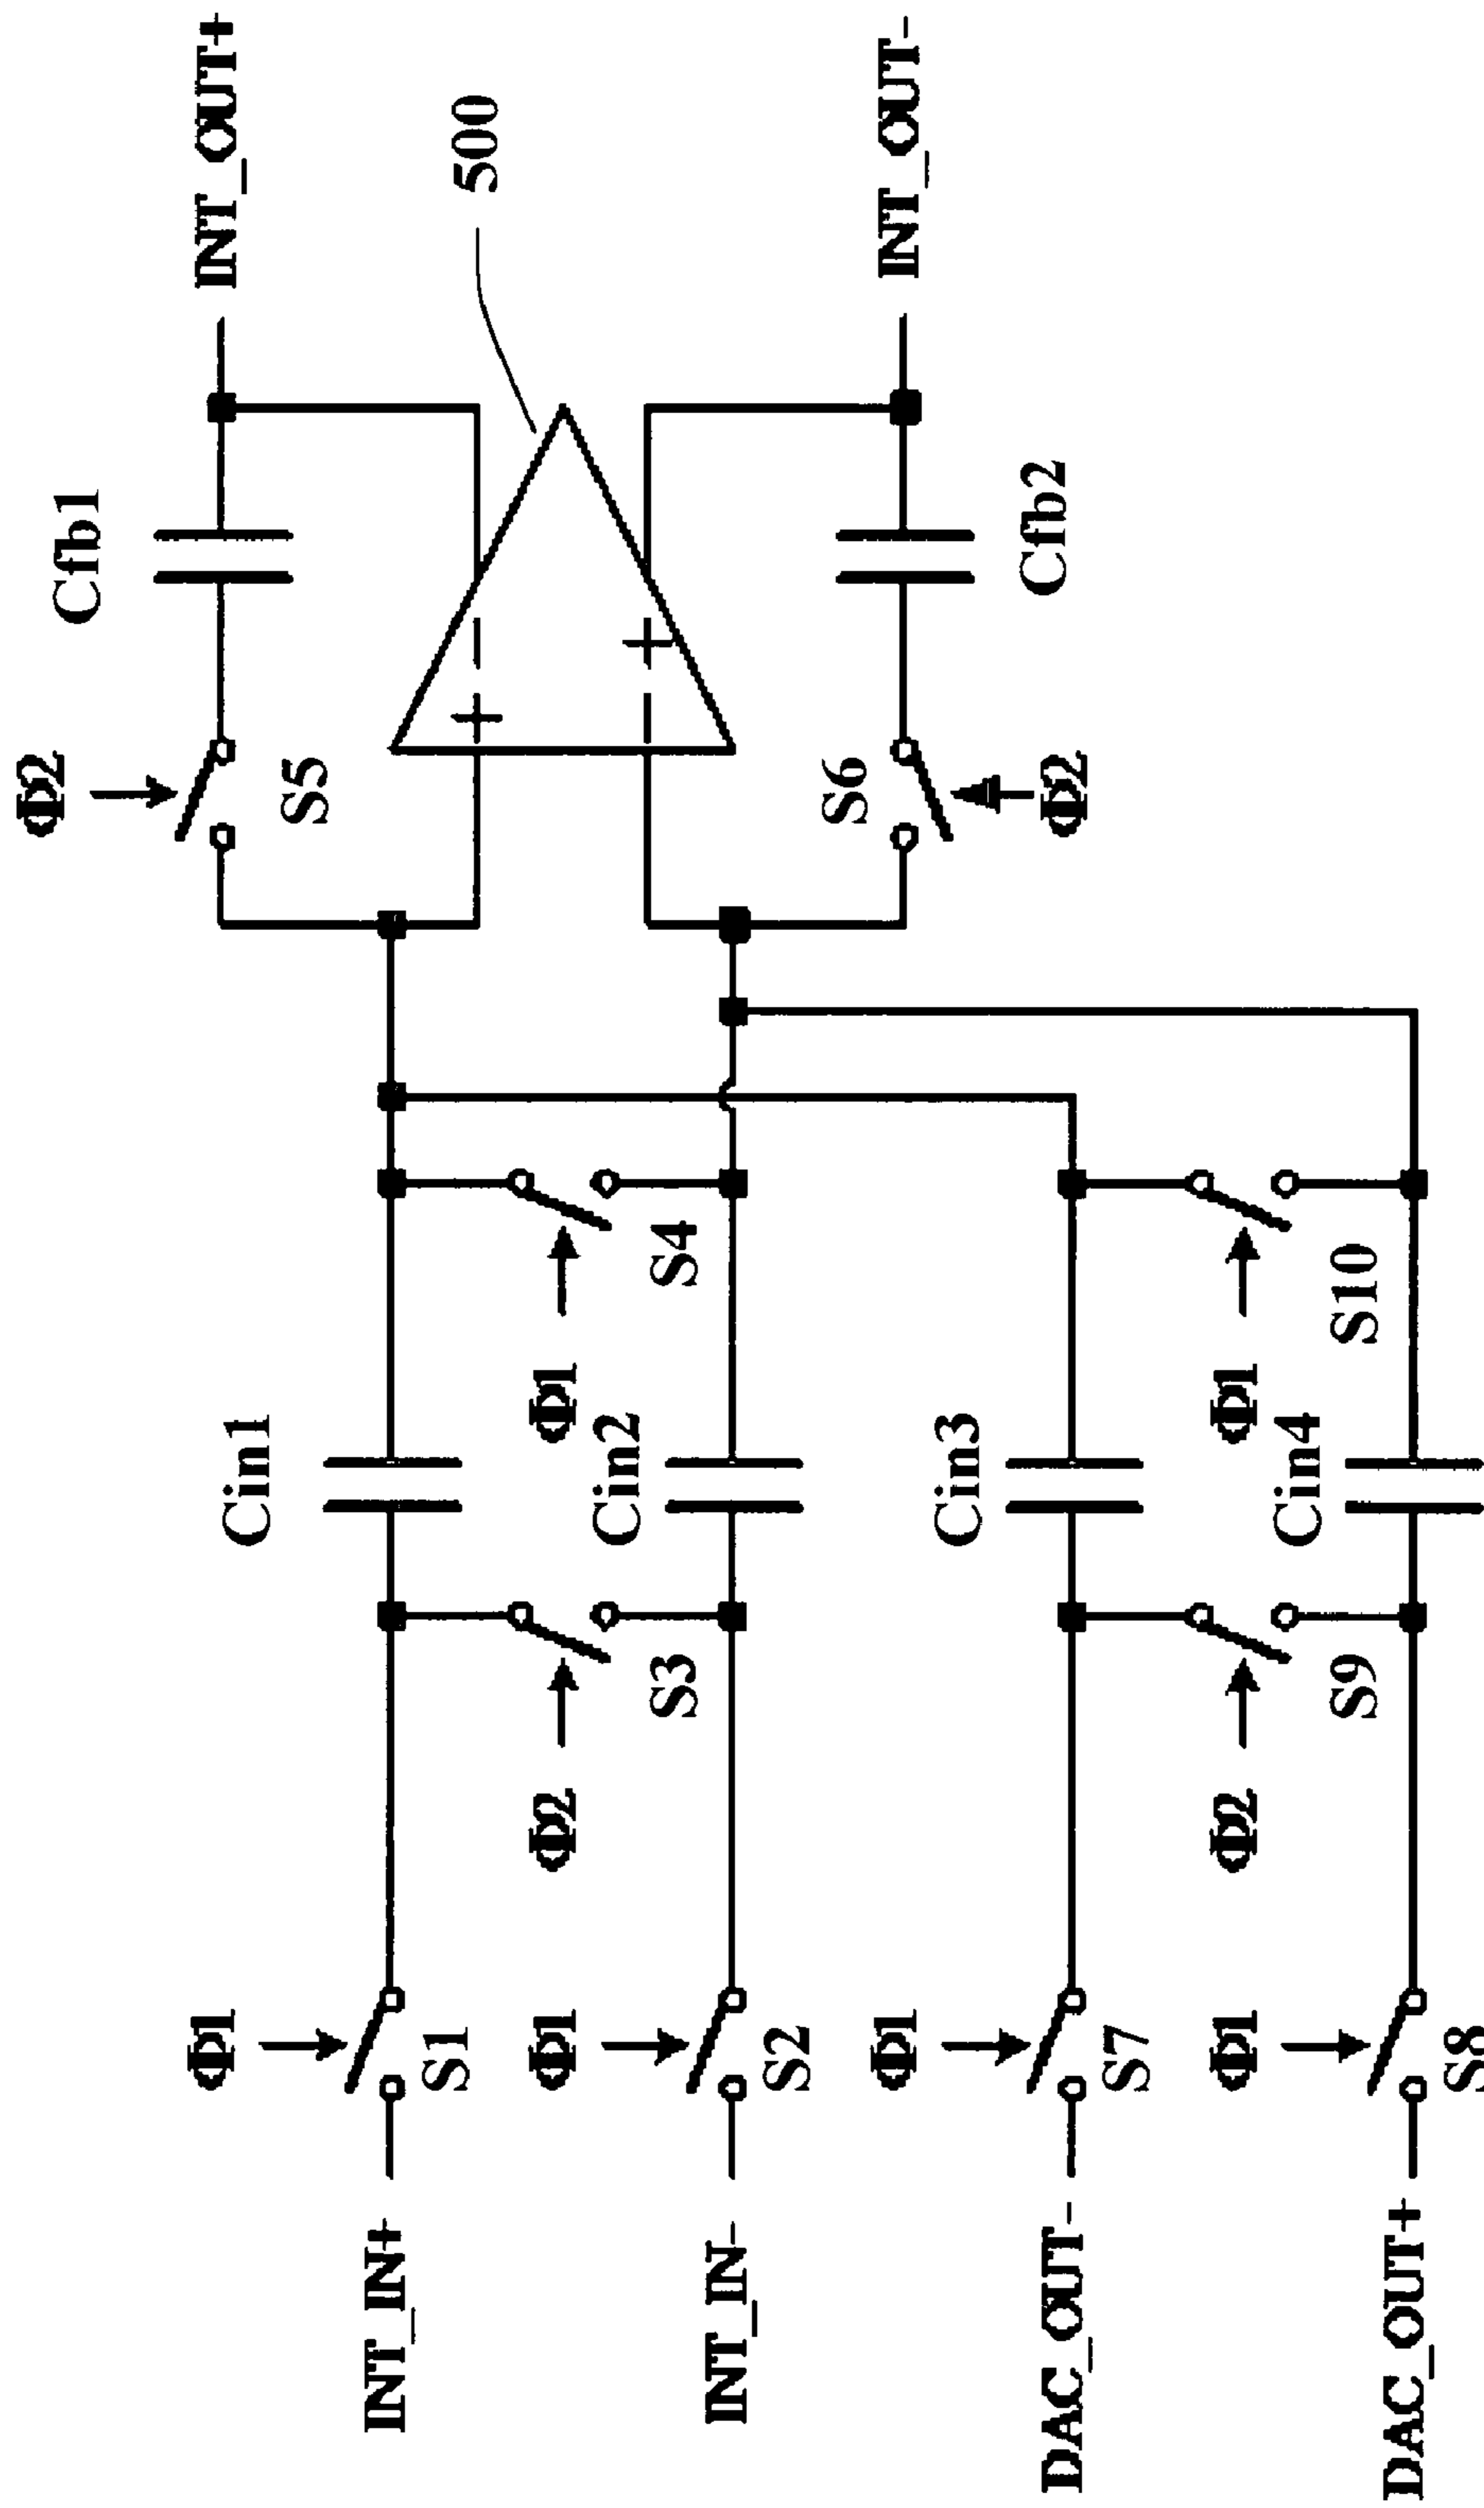 Φ2
Cfb1
INT_OUT+
S5
500
Φ1
Cin1
INT_IN+
S1
S4
Φ1
Φ2
S3
Φ1
Cin2
INT_IN-
S2
S6
INT_OUT-
Φ2
Cfb2
Φ1
Cin3
DAC_OUT-
S7
Φ1
S10
Φ2
S9
Φ1
Cin4
DAC_OUT+
S8